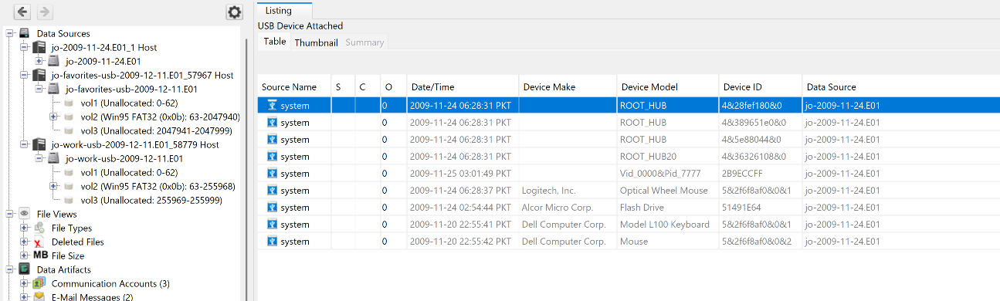 Data Sources
jo-2009-11-24.E01_1 Host
jo-2009-11-24.E01
jo-favorites-usb-2009-12-11.E01_57967 Host
jo-favorites-usb-2009-12-11.E01
vol1 (Unallocated: 0-62)
vol2 (Win95 FAT32 (0x0b): 63-2047940)
vol3 (Unallocated: 2047941-2047999)
jo-work-usb-2009-12-11.E01_58779 Host
jo-work-usb-2009-12-11.E01
vol1 (Unallocated: 0-62)
vol2 (Win95 FAT32 (0x0b): 63-255968)
vol3 (Unallocated: 255969-255999)
File Views
File Types
Deleted Files
MB File Size
Data Artifacts
Communication Accounts (3)
E-Mail Messages (2)
Listing
USB Device Attached
Table Thumbnail Summary
Source Name S C O Date/Time Device Make Device Model Device ID Data Source
system 0 2009-11-24 06:28:31 PKT ROOT_HUB 4&28fef180&0 jo-2009-11-24.E01
system 0 2009-11-24 06:28:31 PKT ROOT_HUB 4&389651e0&0 jo-2009-11-24.E01
system 0 2009-11-24 06:28:31 PKT ROOT_HUB 4&5e88044&0 jo-2009-11-24.E01
system 0 2009-11-24 06:28:31 PKT ROOT_HUB20 4&36326108&0 jo-2009-11-24.E01
system 0 2009-11-25 03:01:49 PKT Vid_0000&Pid_7777 2B9ECCFF jo-2009-11-24.E01
system 0 2009-11-24 06:28:37 PKT Logitech, Inc. Optical Wheel Mouse 5&2f6f8af0&0&1 jo-2009-11-24.E01
system 0 2009-11-24 02:54:44 PKT Alcor Micro Corp. Flash Drive 51491E64 jo-2009-11-24.E01
system 0 2009-11-20 22:55:41 PKT Dell Computer Corp. Model L100 Keyboard 5&2f6f8af0&0&1 jo-2009-11-24.E01
system 0 2009-11-20 22:55:42 PKT Dell Computer Corp. Mouse 5&2f6f8af0&0&2 jo-2009-11-24.E01